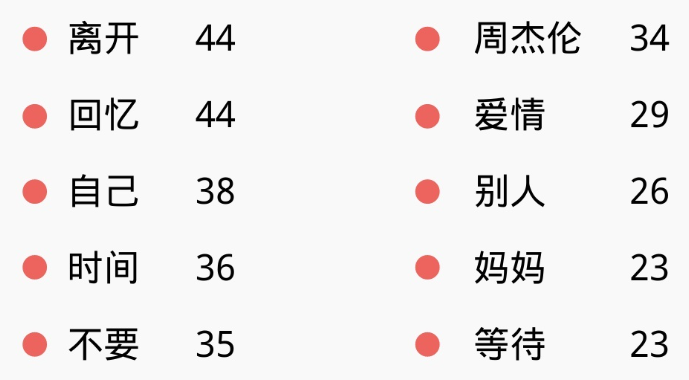 离开 44
回忆 44
自己 38
时间 36
不要 35
周杰伦 34
爱情 29
别人 26
妈妈 23
等待 23